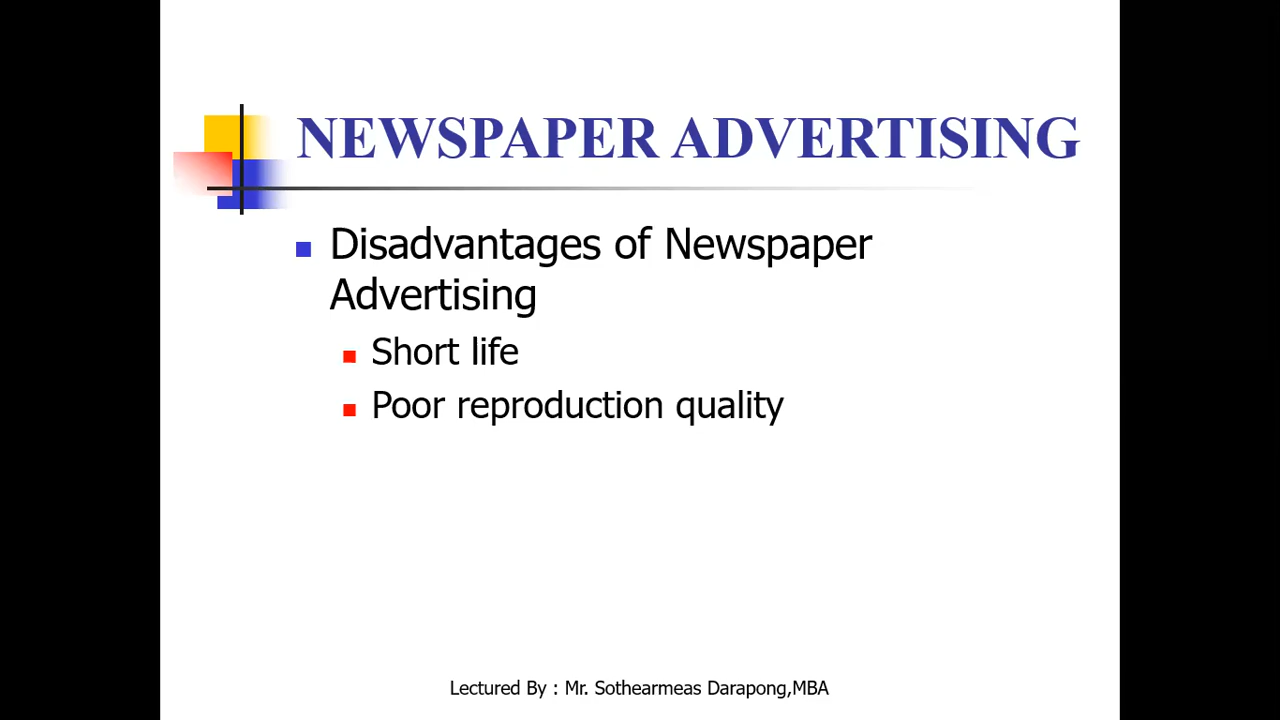 NEWSPAPER ADVERTISING
Disadvantages of Newspaper
Advertising
Short life
Poor reproduction quality
Lectured By : Mr. Sothearmeas Darapong,MBA